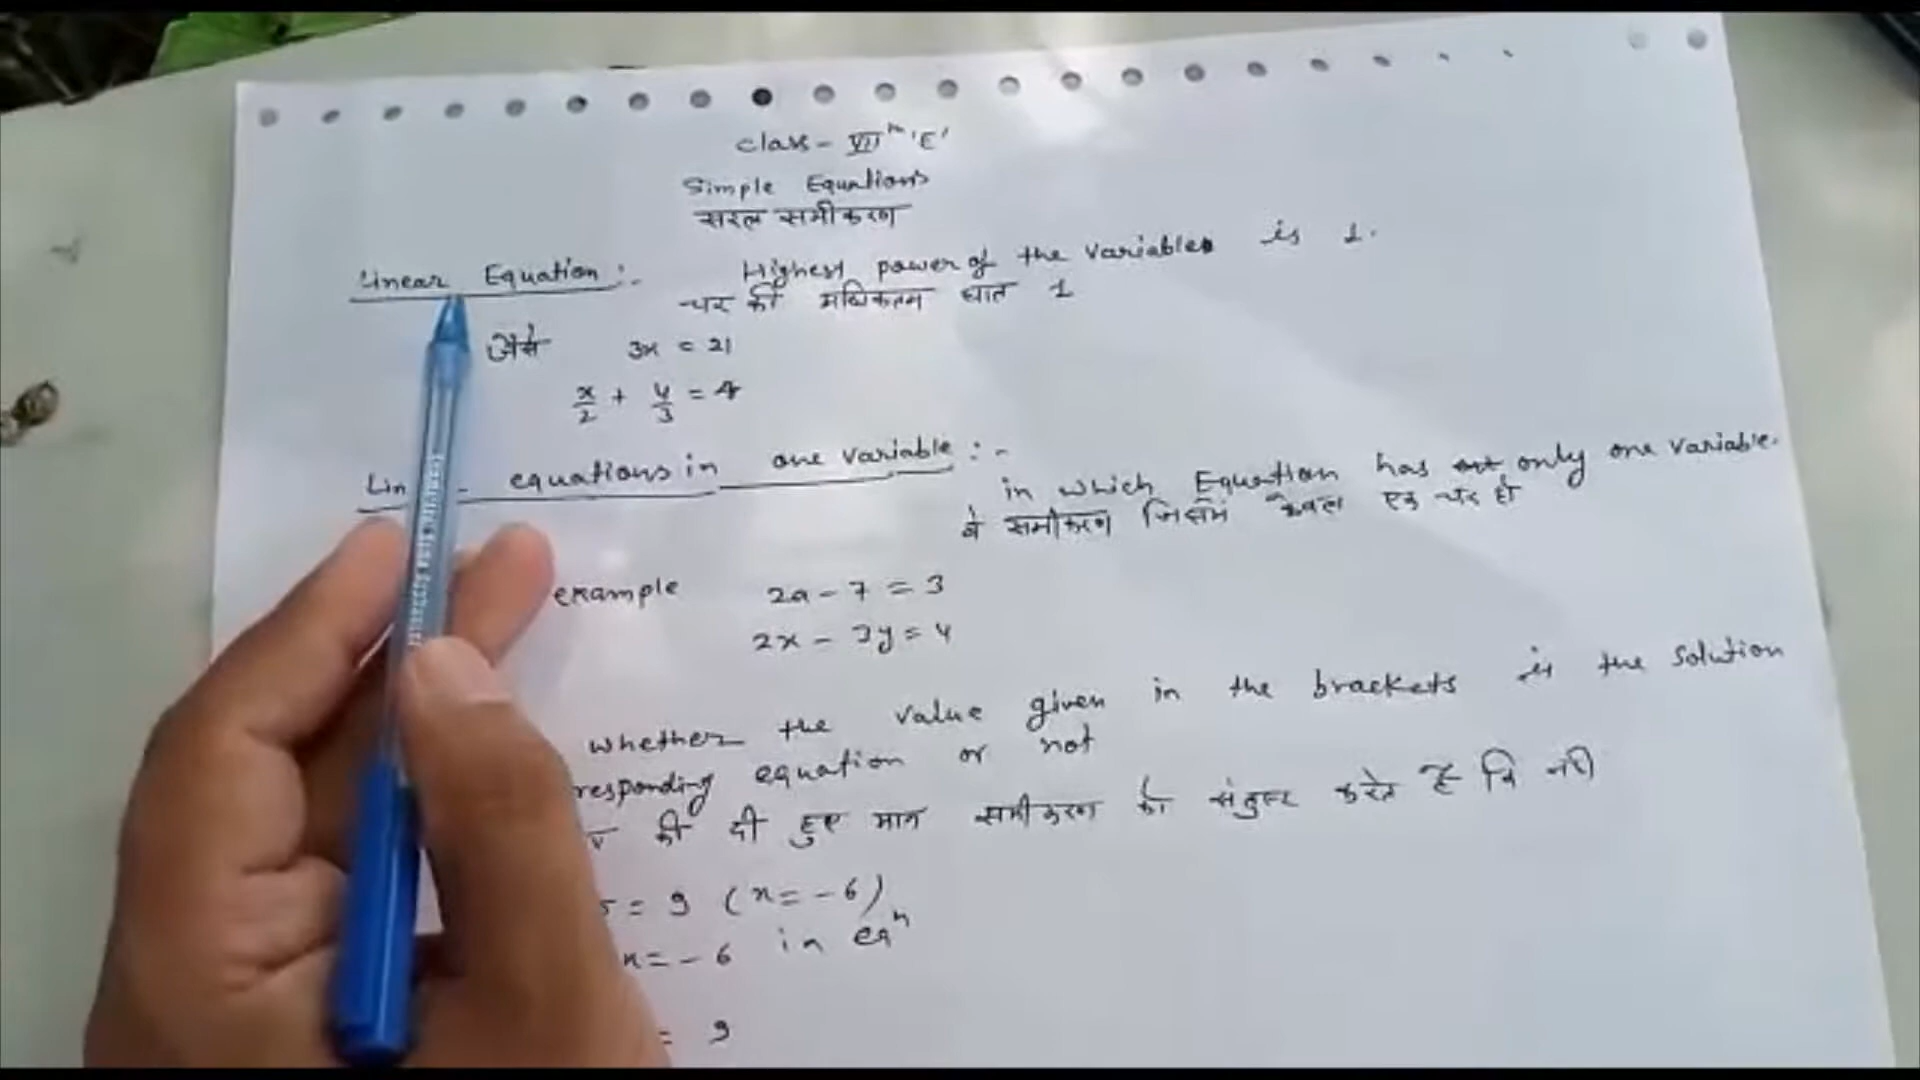 Class - VIIth 'E'
Simple Equations
सरल समीकरण
Linear Equation :- Highest power of the variables is 1.
चर की अधिकतम घात 1
जैसे 3x = 21
x/2 + y/3 = 4
Lin equations in one variable :-
in which Equation has only one variable.
वे समीकरण जिसमें केवल एक चर हो
example 2a - 7 = 3
2x - 3y = 4
whether the value given in the brackets is the solution
responding equation or not
की दी हुए मान समीकरण को संतुष्ट करते है कि नही
5 = 9 (x = -6)
x = -6 in eqn
= 9